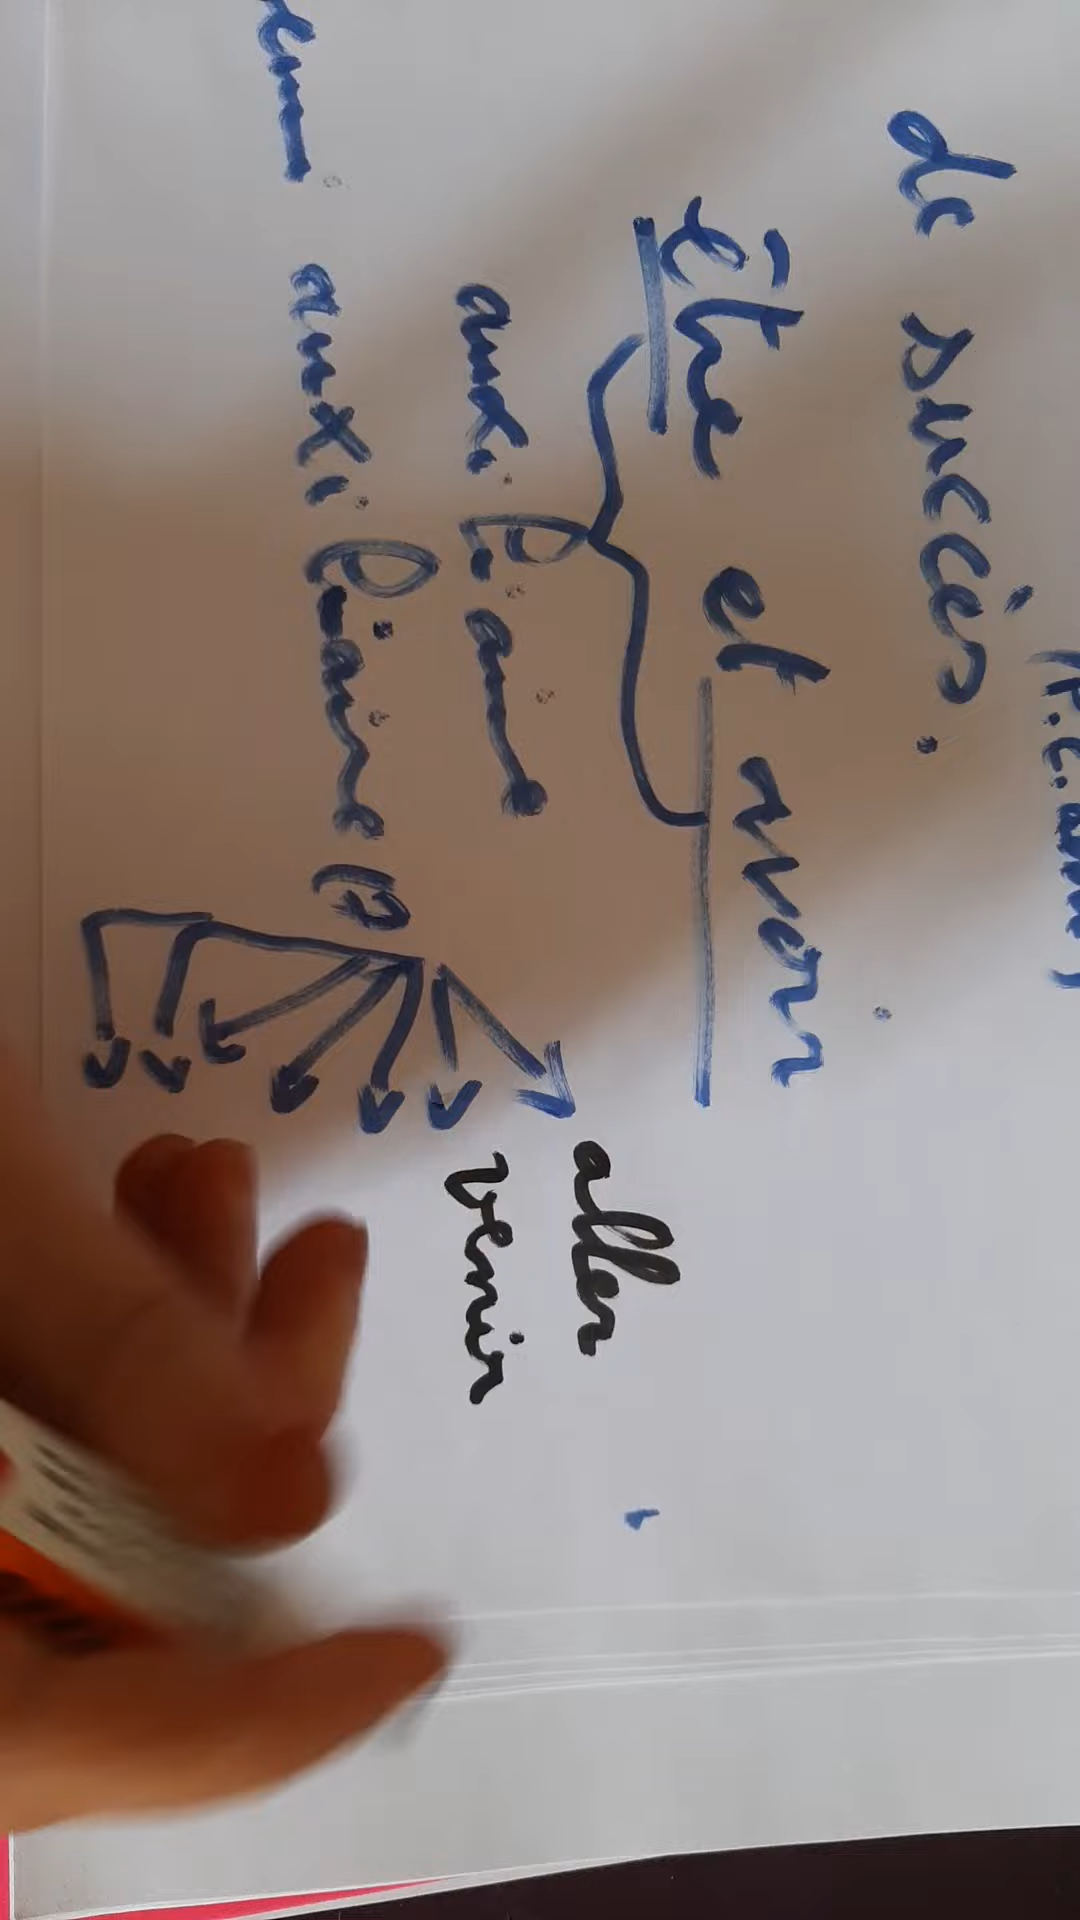 de succès.
Être et avoir
auxiliaire
auxiliaire
aller
venir